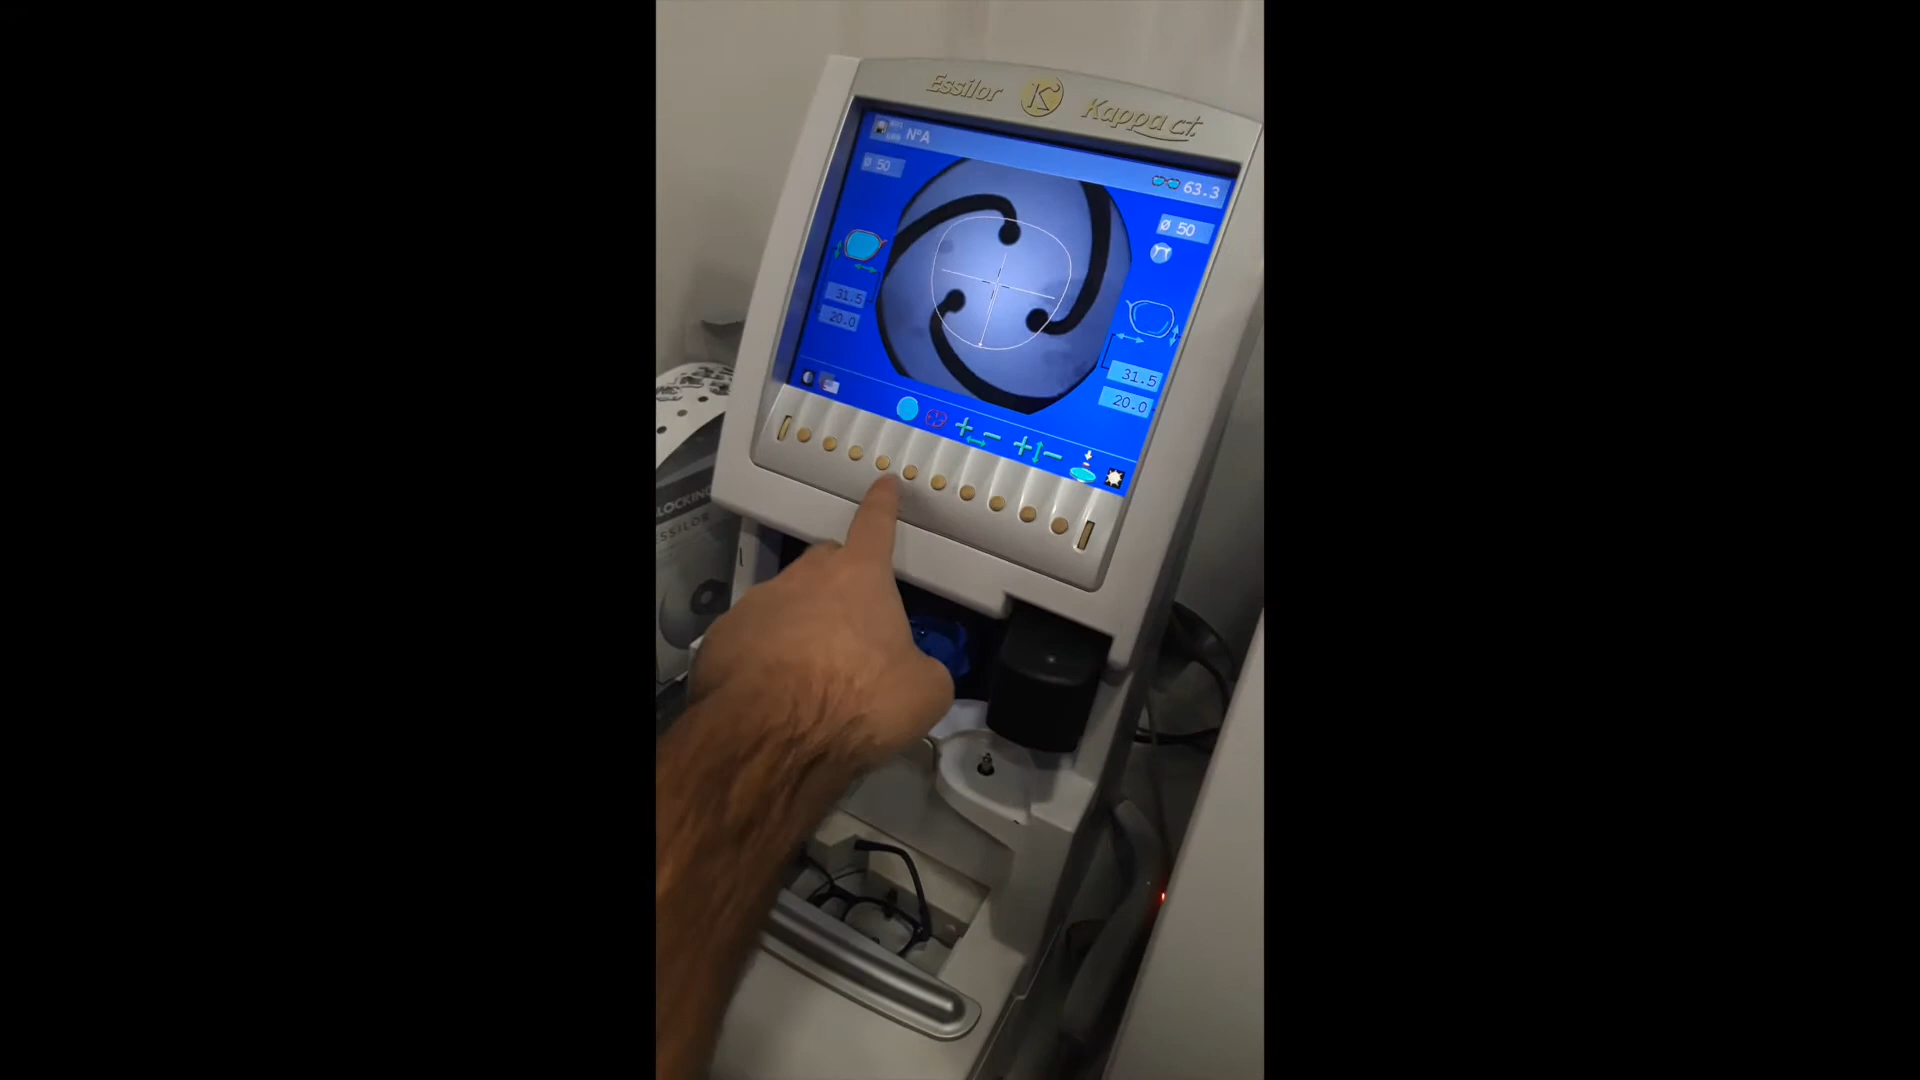 Essilor K Kappa ct
N°A
63.3
Ø 50
Ø 50
31.5
20.0
31.5
20.0
LOCKING
ESSILOR